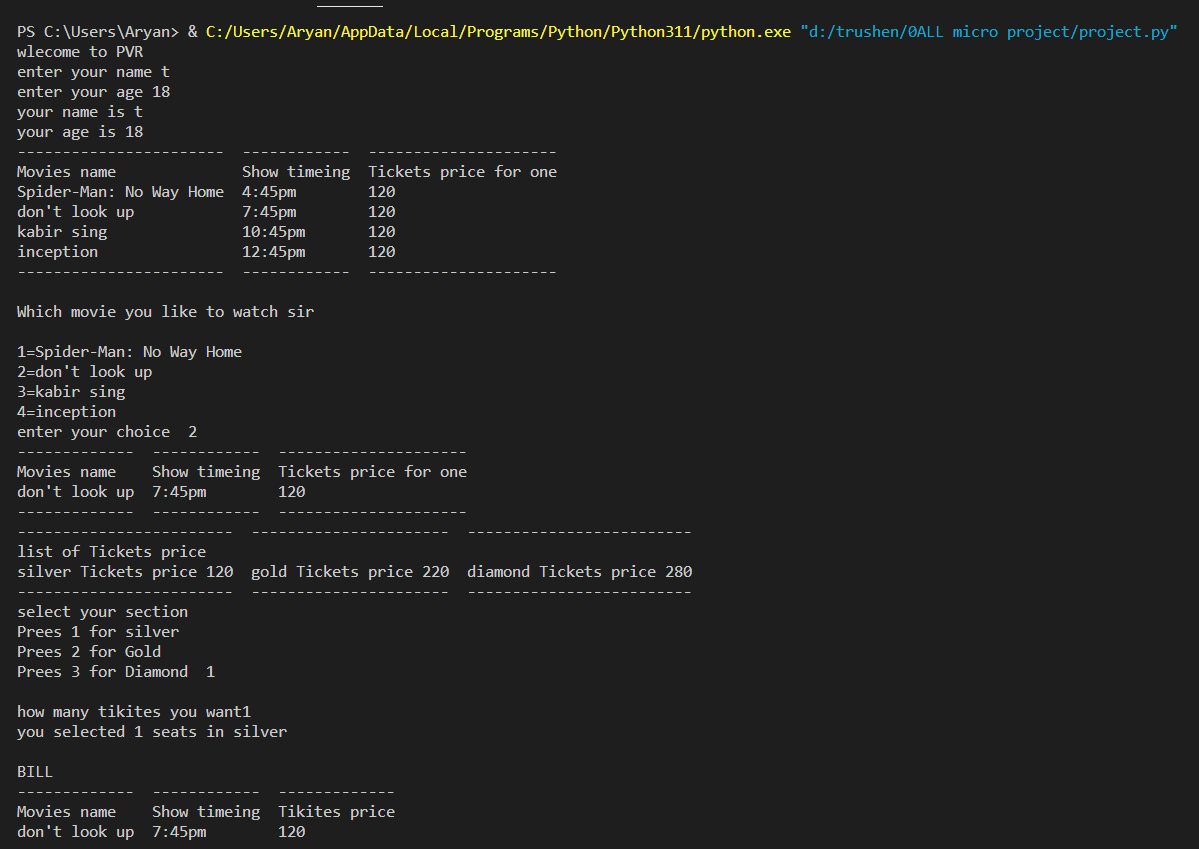 PS C:\Users\Aryan> & C:/Users/Aryan/AppData/Local/Programs/Python/Python311/python.exe "d:/trushen/0ALL micro project/project.py"
wlecome to PVR
enter your name t
enter your age 18
your name is t
your age is 18
-----------------------  ------------  ---------------------
Movies name              Show timeing  Tickets price for one
Spider-Man: No Way Home  4:45pm        120
don't look up            7:45pm        120
kabir sing               10:45pm       120
inception                12:45pm       120
-----------------------  ------------  ---------------------

Which movie you like to watch sir

1=Spider-Man: No Way Home
2=don't look up
3=kabir sing
4=inception
enter your choice  2
-------------  ------------  ---------------------
Movies name    Show timeing  Tickets price for one
don't look up  7:45pm        120
-------------  ------------  ---------------------
------------------------  ----------------------  -------------------------
list of Tickets price
silver Tickets price 120  gold Tickets price 220  diamond Tickets price 280
------------------------  ----------------------  -------------------------
select your section
Prees 1 for silver
Prees 2 for Gold
Prees 3 for Diamond  1

how many tikites you want1
you selected 1 seats in silver

BILL
-------------  ------------  -------------
Movies name    Show timeing  Tikites price
don't look up  7:45pm        120